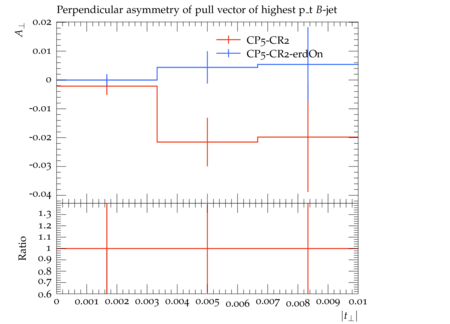 Perpendicular asymmetry of pull vector of highest p_t B-jet
A⊥
0.02
0.01
0
-0.01
-0.02
-0.03
-0.04
CP5-CR2
CP5-CR2-erdOn
Ratio
1.3
1.2
1.1
1
0.9
0.8
0.7
0.6
0 0.001 0.002 0.003 0.004 0.005 0.006 0.007 0.008 0.009 0.01
|t⊥|